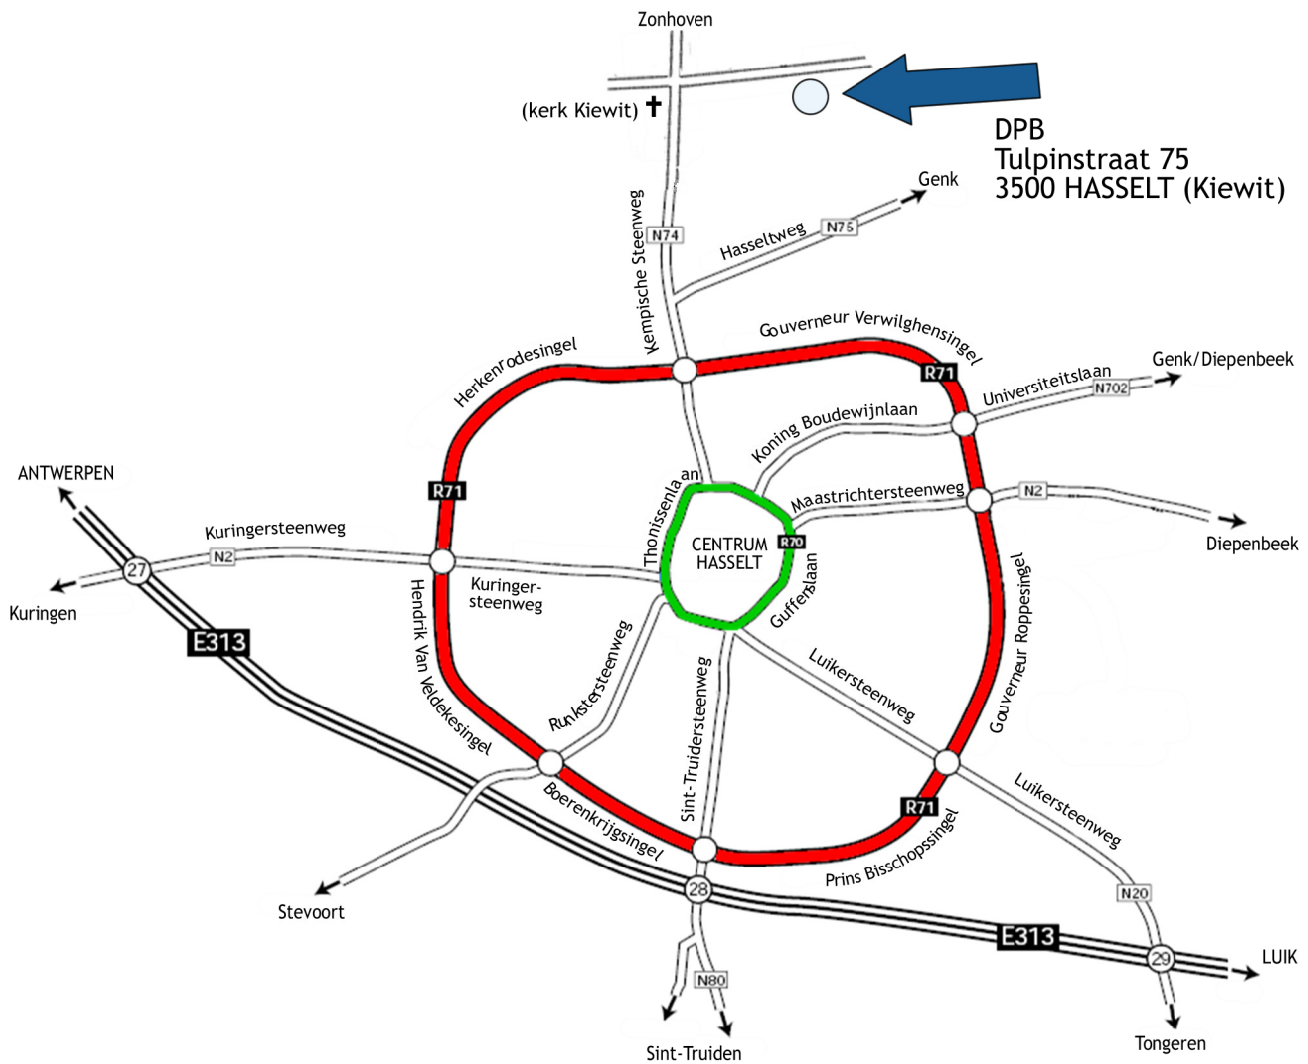 Zonhoven
(kerk Kiewit)
DPB
Tulpinstraat 75
3500 HASSELT (Kiewit)
Genk
N75
Hasseltweg
N74
Kempische Steenweg
Gouverneur Verwilghensingel
Herkenrodesingel
R71
Genk/Diepenbeek
Universiteitslaan
N702
Koning Boudewijnlaan
ANTWERPEN
R71
Thonissenlaan
Maastrichtersteenweg
N2
Diepenbeek
Kuringersteenweg
N2
27
Kuringen
CENTRUM
HASSELT
R70
Guffenslaan
Kuringer-
steenweg
E313
Hendrik Van Veldekesingel
Runkstersteenweg
Sint-Truidersteenweg
Luikersteenweg
Gouverneur Roppesingel
Boerenkrijgsingel
R71
Prins Bisschopssingel
Luikersteenweg
Stevoort
28
N20
E313
29
LUIK
N80
Sint-Truiden
Tongeren